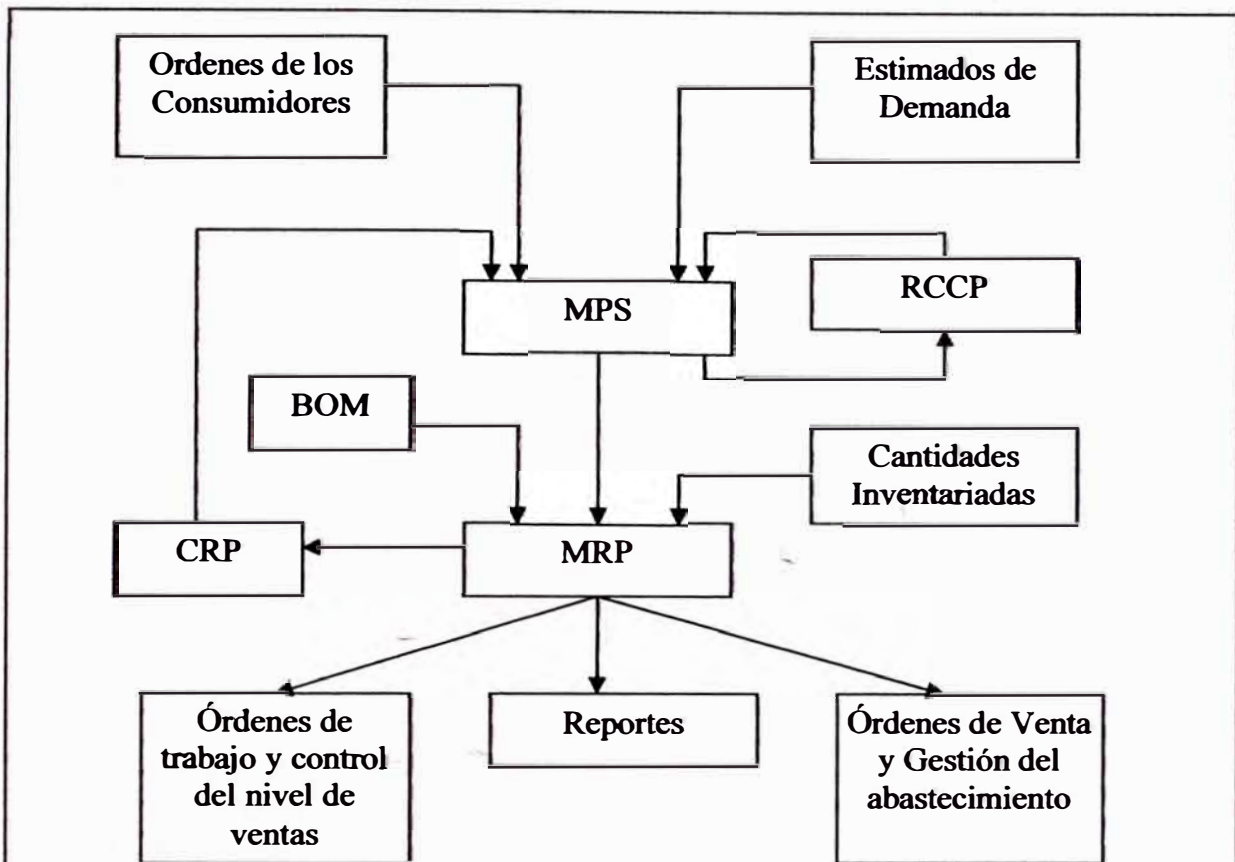 Ordenes de los
Consumidores
Estimados de
Demanda
MPS
RCCP
BOM
Cantidades
Inventariadas
CRP
MRP
Órdenes de
trabajo y control
del nivel de
ventas
Reportes
Órdenes de Venta
y Gestión del
abastecimiento